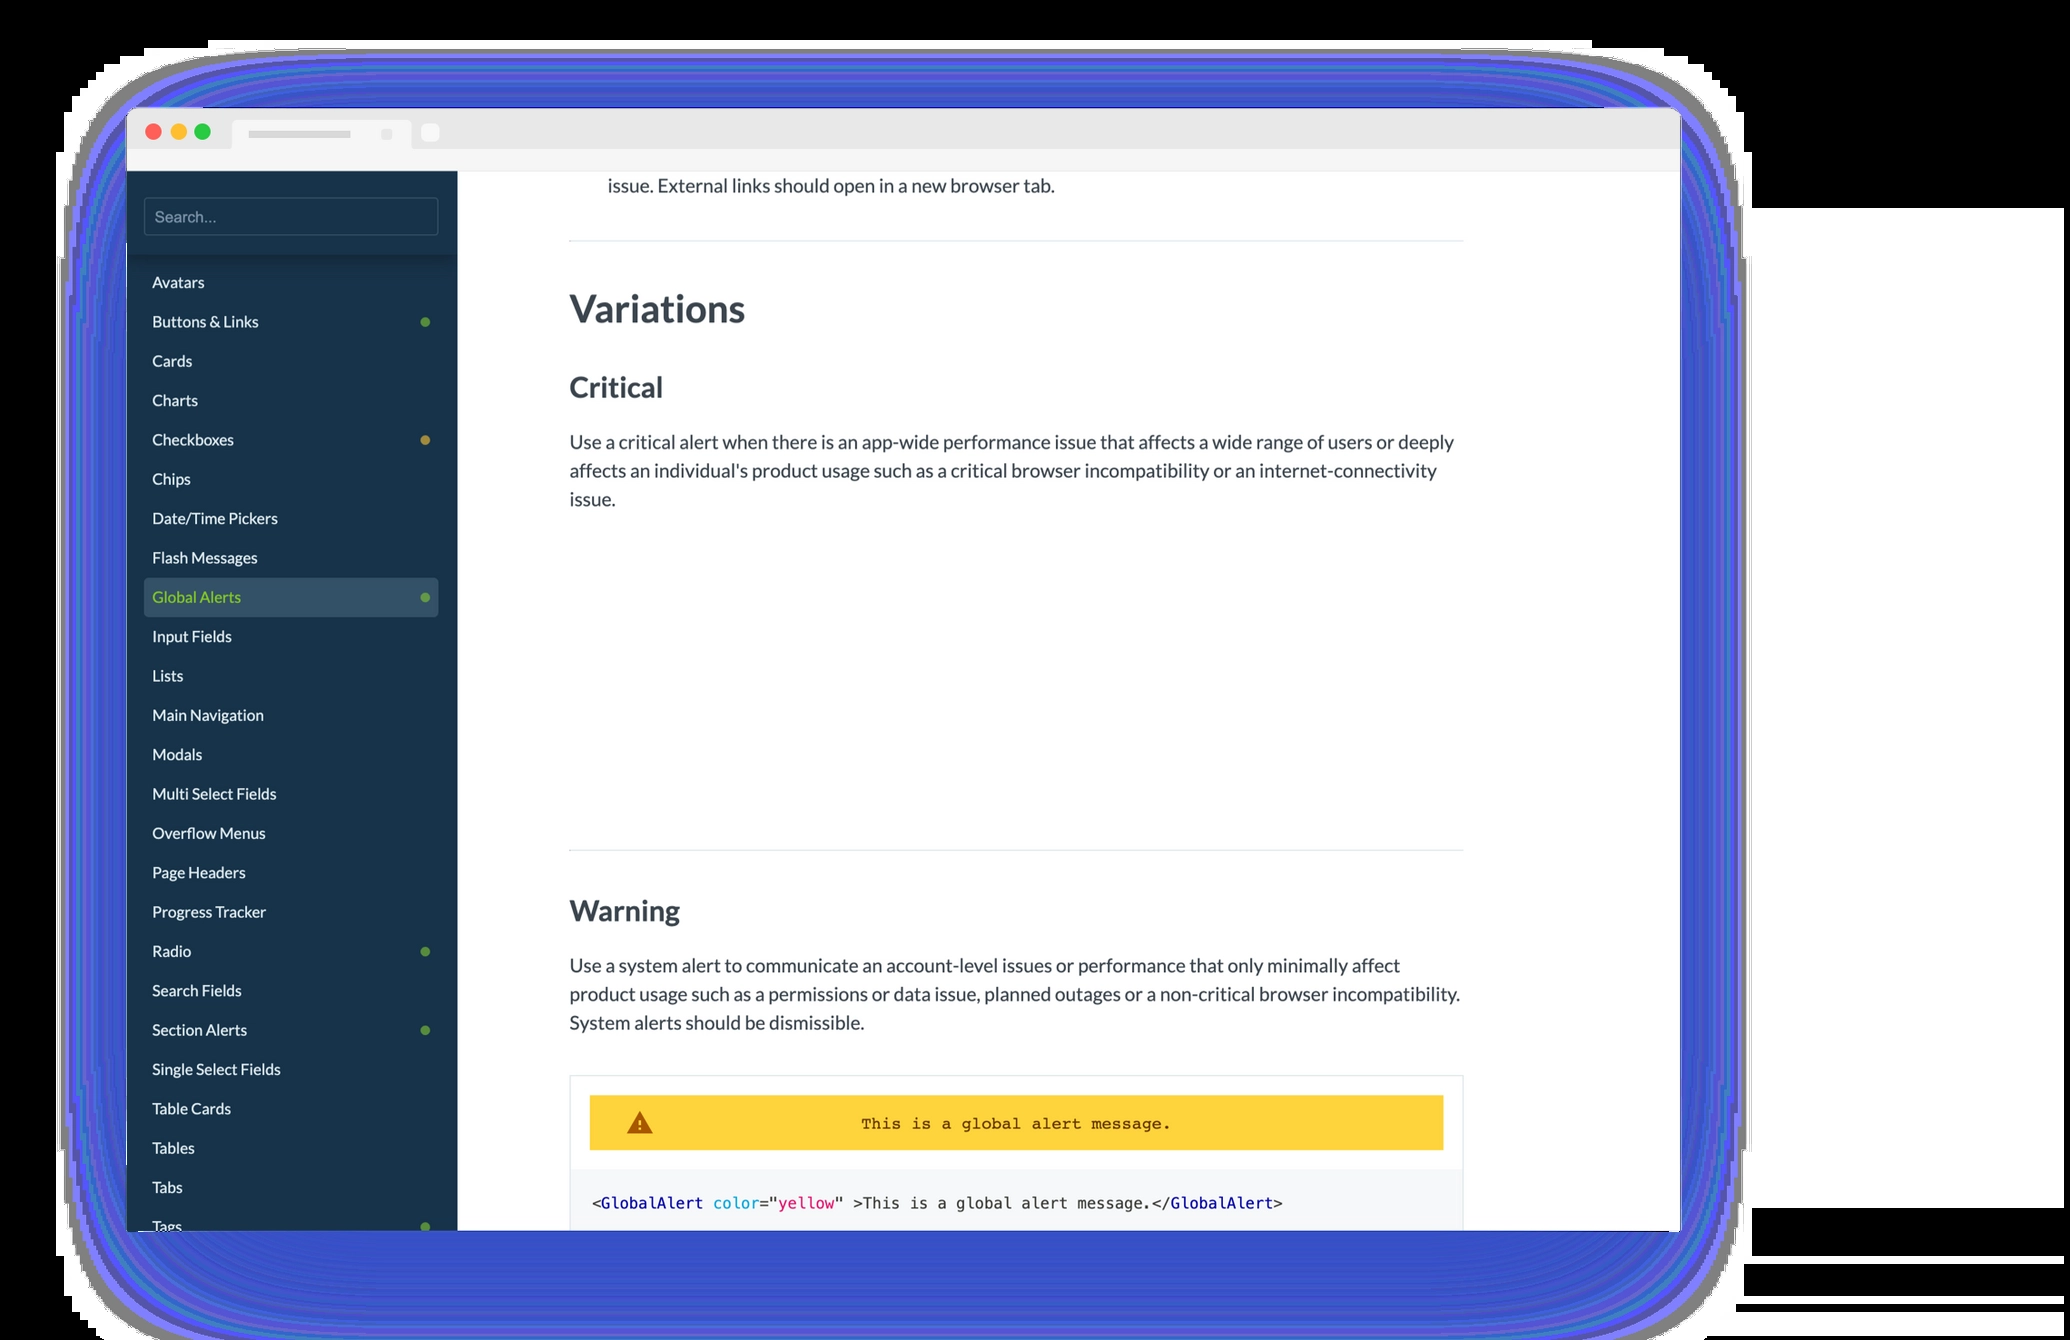 Search...
Avatars
Buttons & Links
Cards
Charts
Checkboxes
Chips
Date/Time Pickers
Flash Messages
Global Alerts
Input Fields
Lists
Main Navigation
Modals
Multi Select Fields
Overflow Menus
Page Headers
Progress Tracker
Radio
Search Fields
Section Alerts
Single Select Fields
Table Cards
Tables
Tabs
Tags
issue. External links should open in a new browser tab.
Variations
Critical
Use a critical alert when there is an app-wide performance issue that affects a wide range of users or deeply
affects an individual's product usage such as a critical browser incompatibility or an internet-connectivity
issue.
Warning
Use a system alert to communicate an account-level issues or performance that only minimally affect
product usage such as a permissions or data issue, planned outages or a non-critical browser incompatibility.
System alerts should be dismissible.
This is a global alert message.
<GlobalAlert color="yellow" >This is a global alert message.</GlobalAlert>